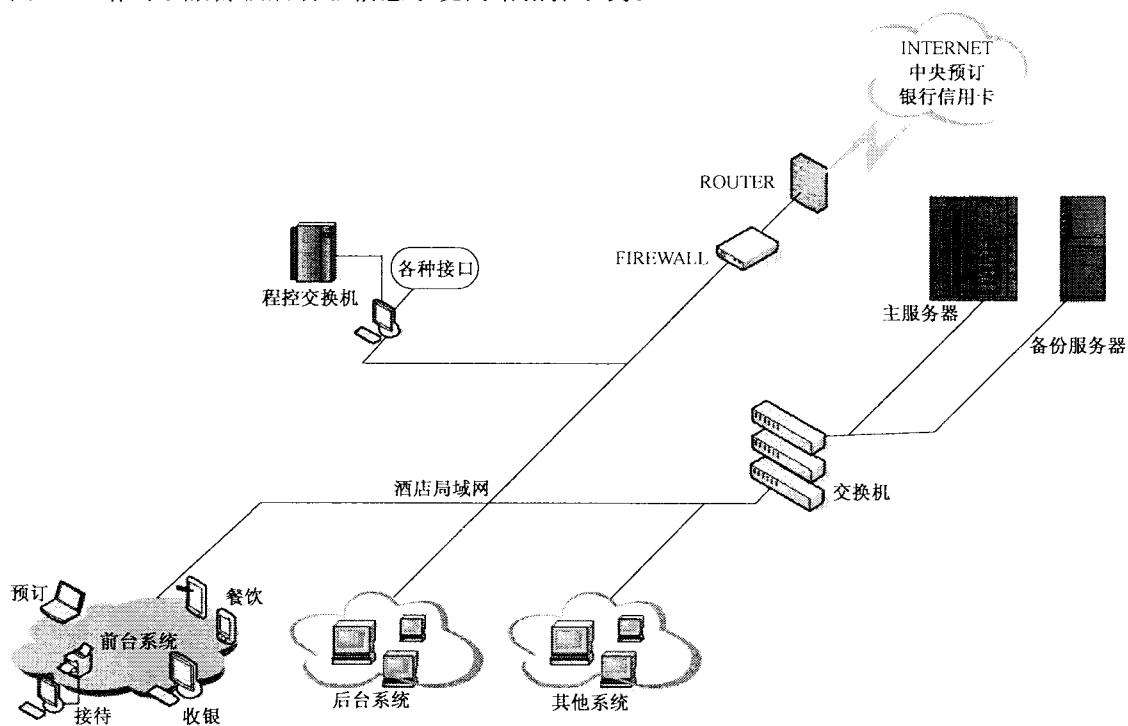 INTERNET
中央预订
银行信用卡
ROUTER
FIREWALL
各种接口
程控交换机
主服务器
备份服务器
酒店局域网
交换机
预订
餐饮
前台系统
接待
收银
后台系统
其他系统